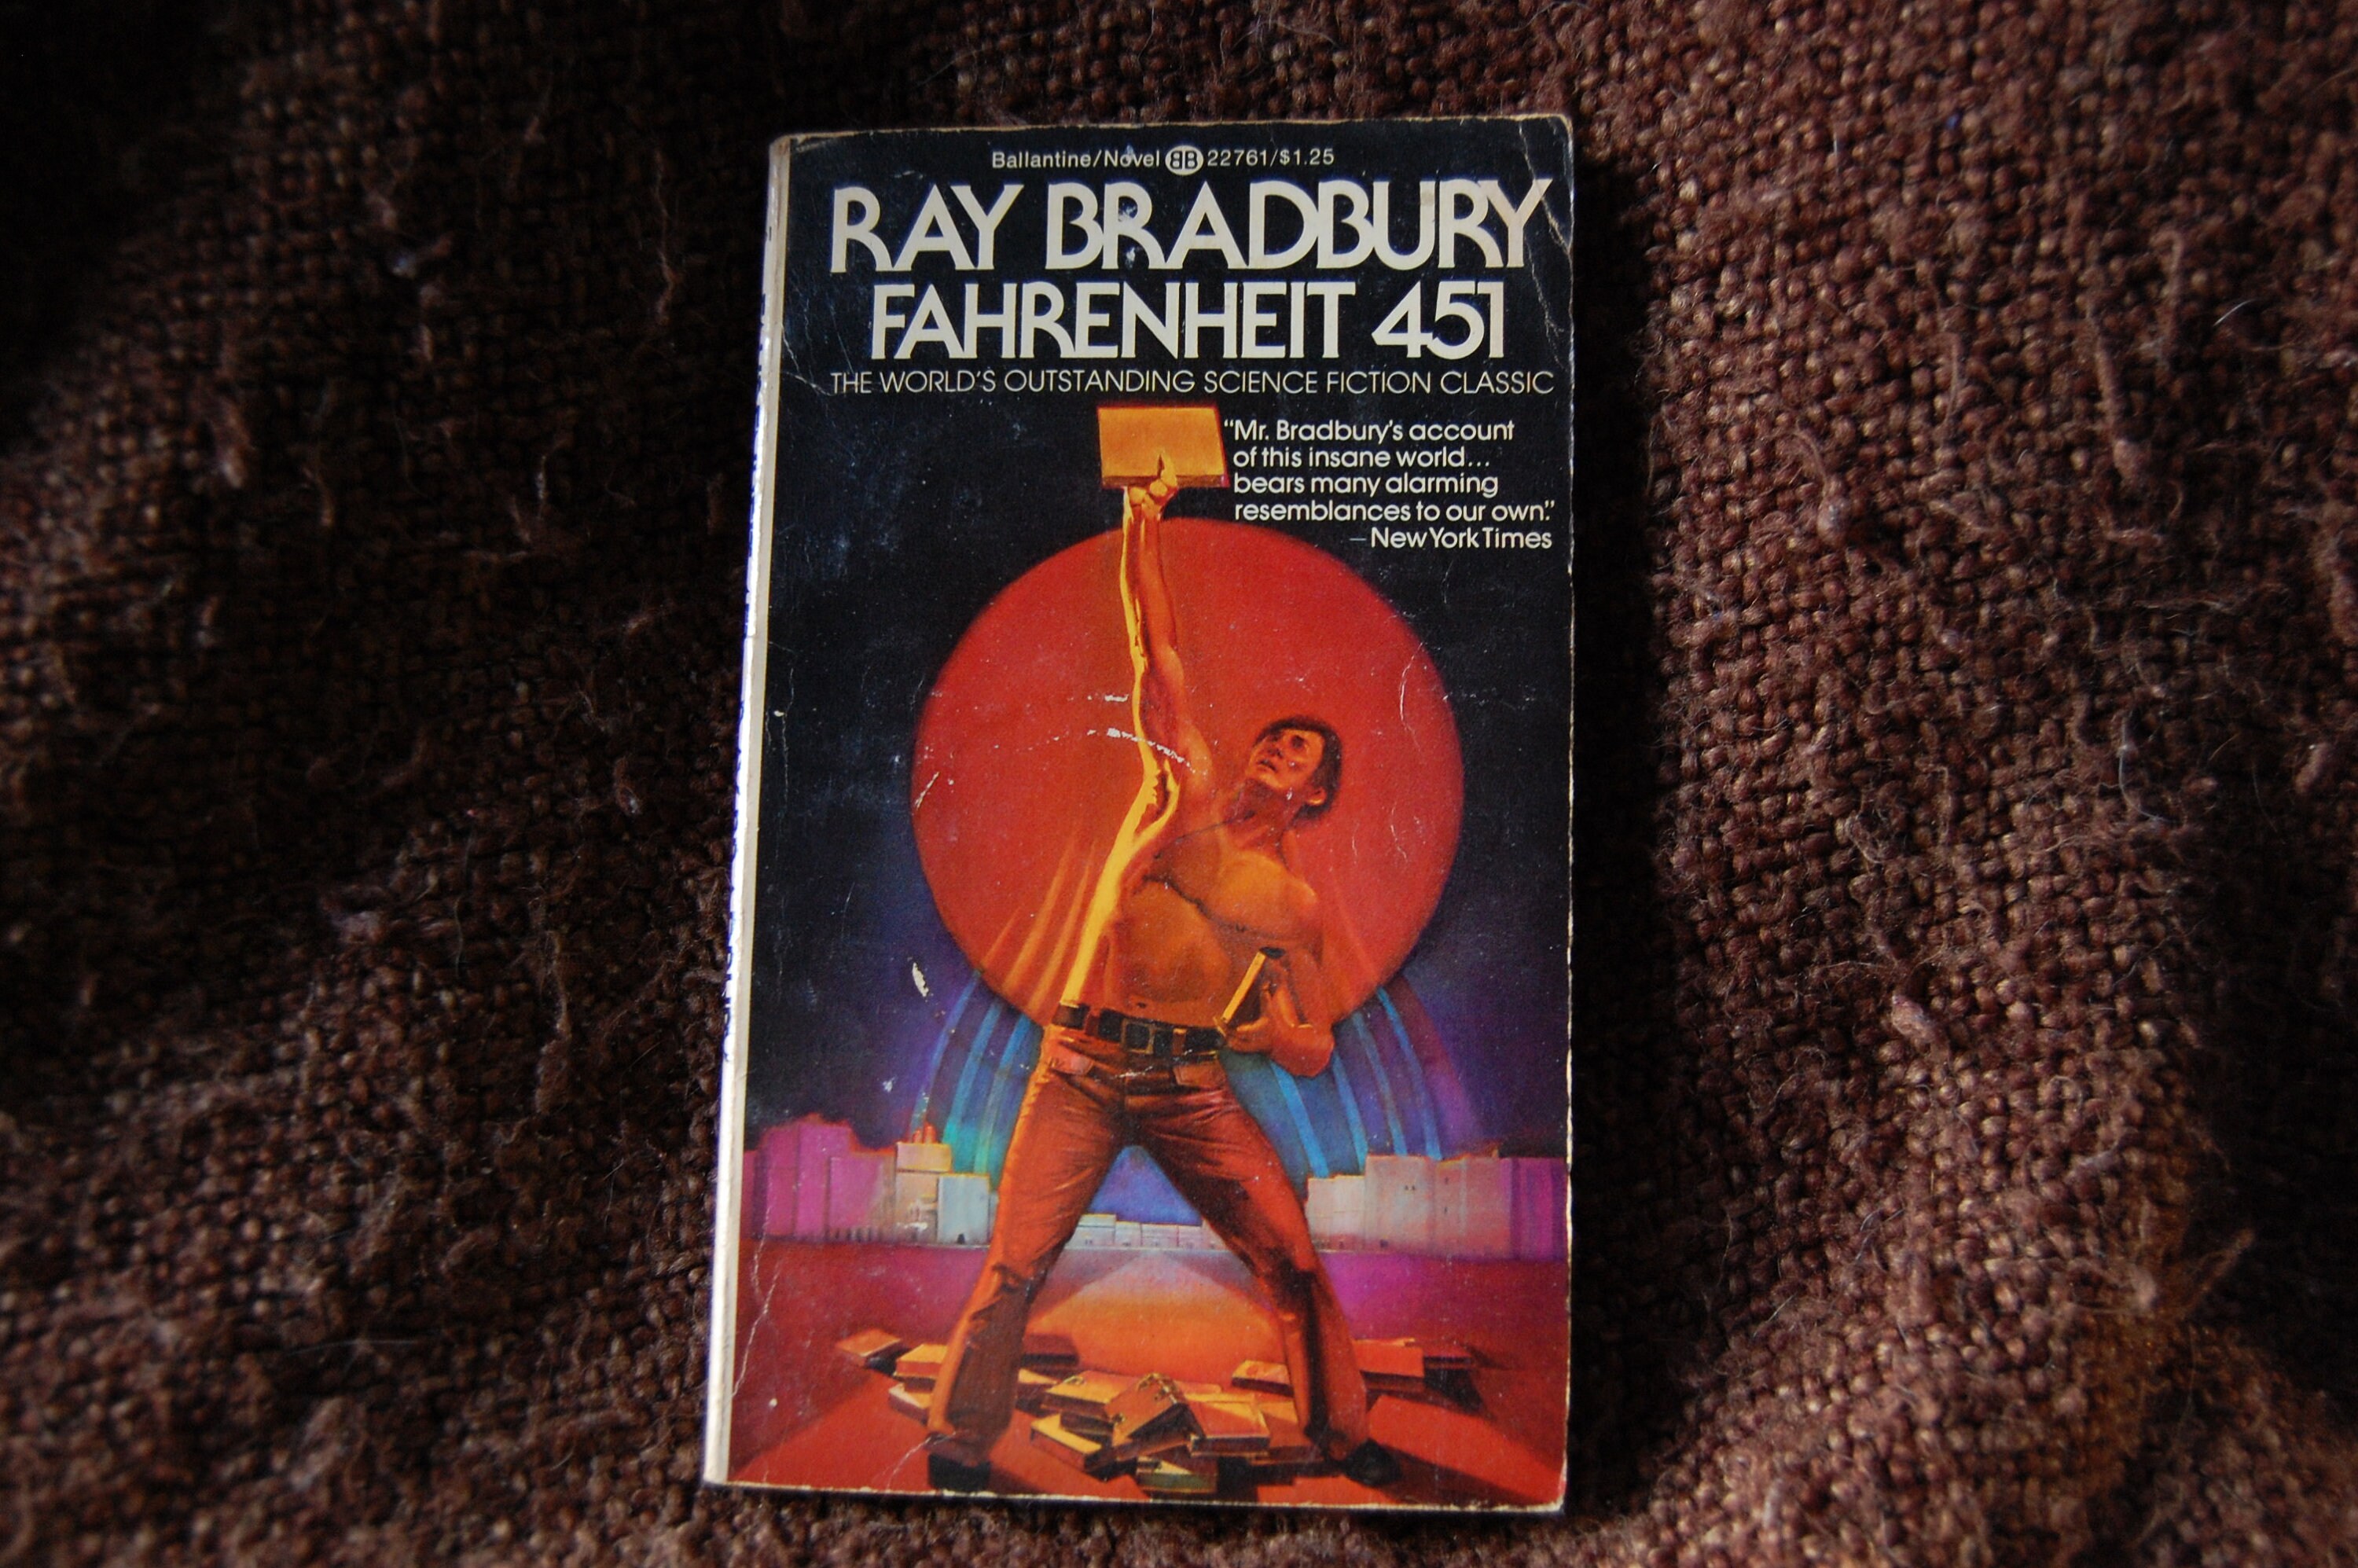 Ballantine/Novel BB 22761/$1.25
RAY BRADBURY
FAHRENHEIT 451
THE WORLD'S OUTSTANDING SCIENCE FICTION CLASSIC
"Mr. Bradbury's account
of this insane world...
bears many alarming
resemblances to our own."
—New York Times